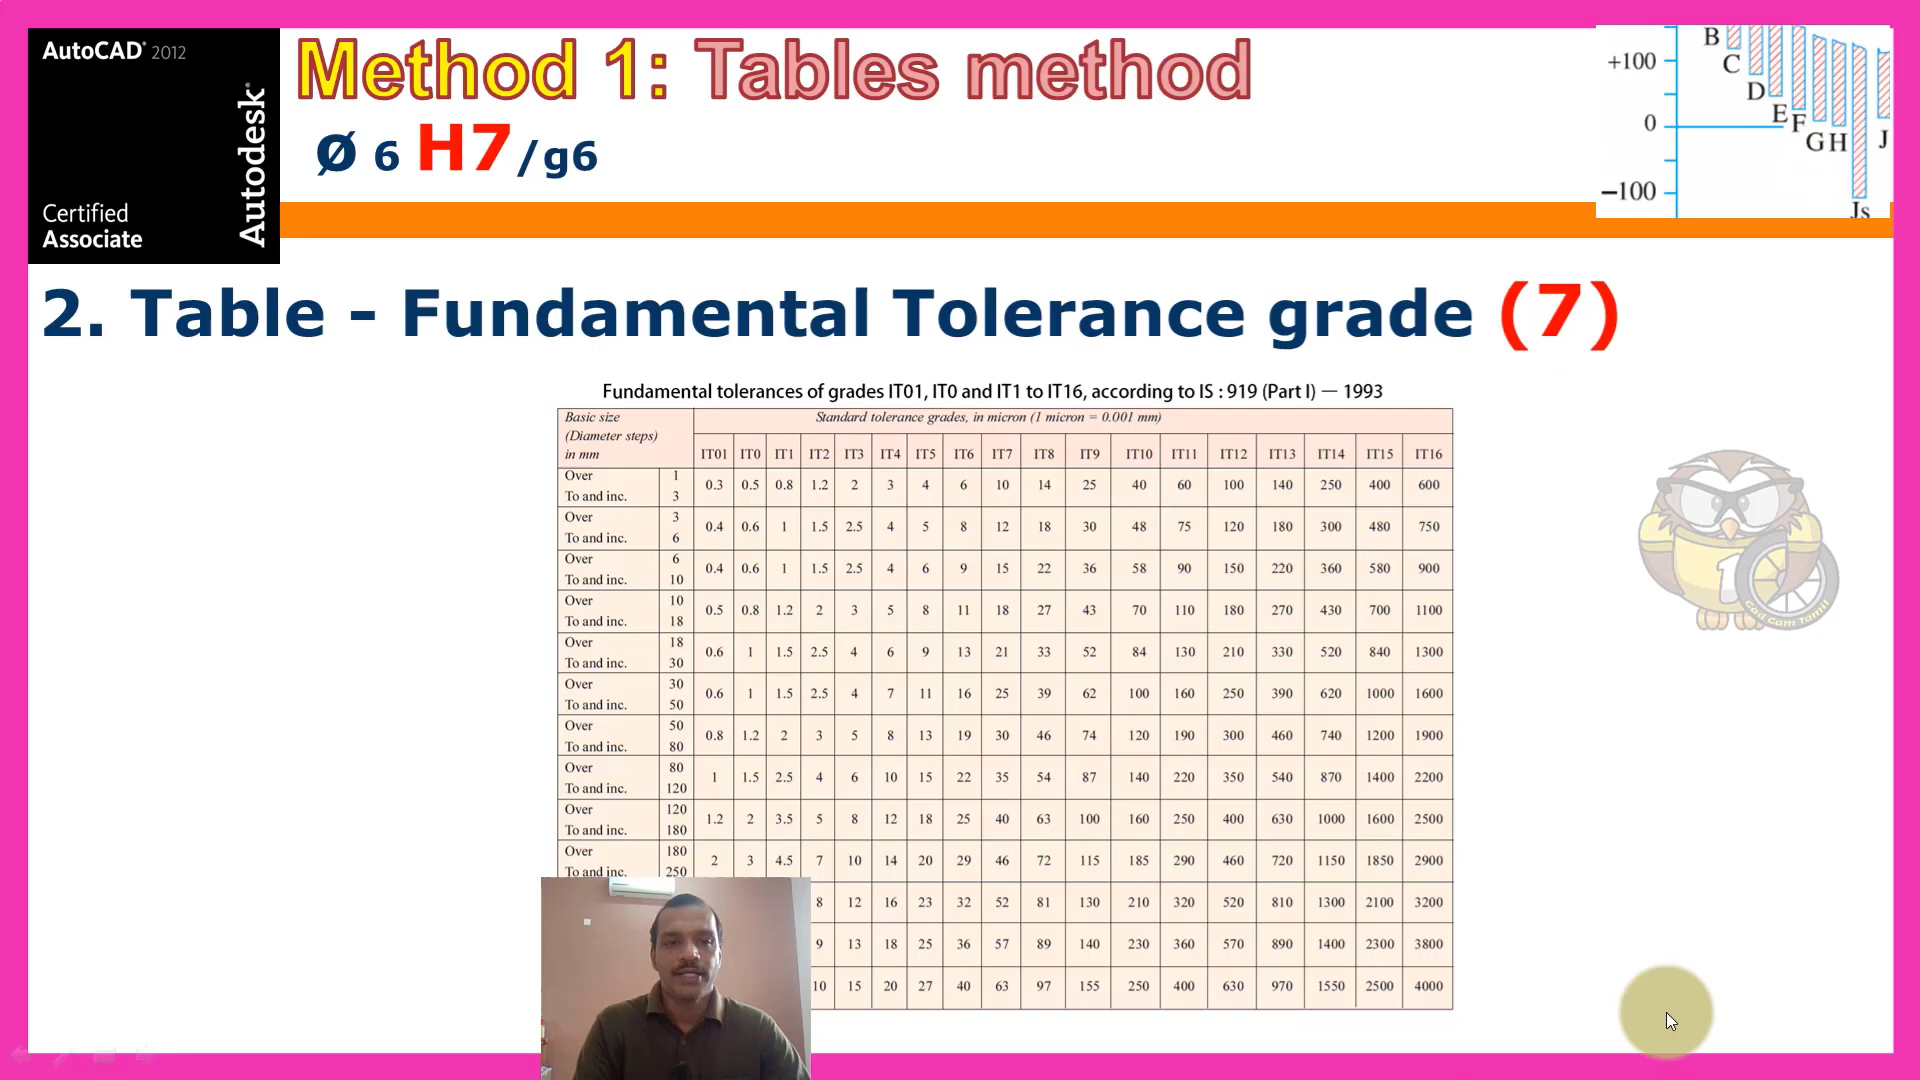 AutoCAD® 2012
Autodesk®
Certified
Associate
Method 1: Tables method
Ø 6 H7/g6
+100
0
−100
B
C
D
E
F
G H
J
Js
2. Table - Fundamental Tolerance grade (7)
Fundamental tolerances of grades IT01, IT0 and IT1 to IT16, according to IS : 919 (Part I) — 1993
Basic size
(Diameter steps)
in mm
Standard tolerance grades, in micron (1 micron = 0.001 mm)
IT01 IT0 IT1 IT2 IT3 IT4 IT5 IT6 IT7 IT8 IT9 IT10 IT11 IT12 IT13 IT14 IT15 IT16
Over 1
To and inc. 3
0.3 0.5 0.8 1.2 2 3 4 6 10 14 25 40 60 100 140 250 400 600
Over 3
To and inc. 6
0.4 0.6 1 1.5 2.5 4 5 8 12 18 30 48 75 120 180 300 480 750
Over 6
To and inc. 10
0.4 0.6 1 1.5 2.5 4 6 9 15 22 36 58 90 150 220 360 580 900
Over 10
To and inc. 18
0.5 0.8 1.2 2 3 5 8 11 18 27 43 70 110 180 270 430 700 1100
Over 18
To and inc. 30
0.6 1 1.5 2.5 4 6 9 13 21 33 52 84 130 210 330 520 840 1300
Over 30
To and inc. 50
0.6 1 1.5 2.5 4 7 11 16 25 39 62 100 160 250 390 620 1000 1600
Over 50
To and inc. 80
0.8 1.2 2 3 5 8 13 19 30 46 74 120 190 300 460 740 1200 1900
Over 80
To and inc. 120
1 1.5 2.5 4 6 10 15 22 35 54 87 140 220 350 540 870 1400 2200
Over 120
To and inc. 180
1.2 2 3.5 5 8 12 18 25 40 63 100 160 250 400 630 1000 1600 2500
Over 180
To and inc. 250
2 3 4.5 7 10 14 20 29 46 72 115 185 290 460 720 1150 1850 2900
8 12 16 23 32 52 81 130 210 320 520 810 1300 2100 3200
9 13 18 25 36 57 89 140 230 360 570 890 1400 2300 3800
10 15 20 27 40 63 97 155 250 400 630 970 1550 2500 4000
Cad Cam Tamil